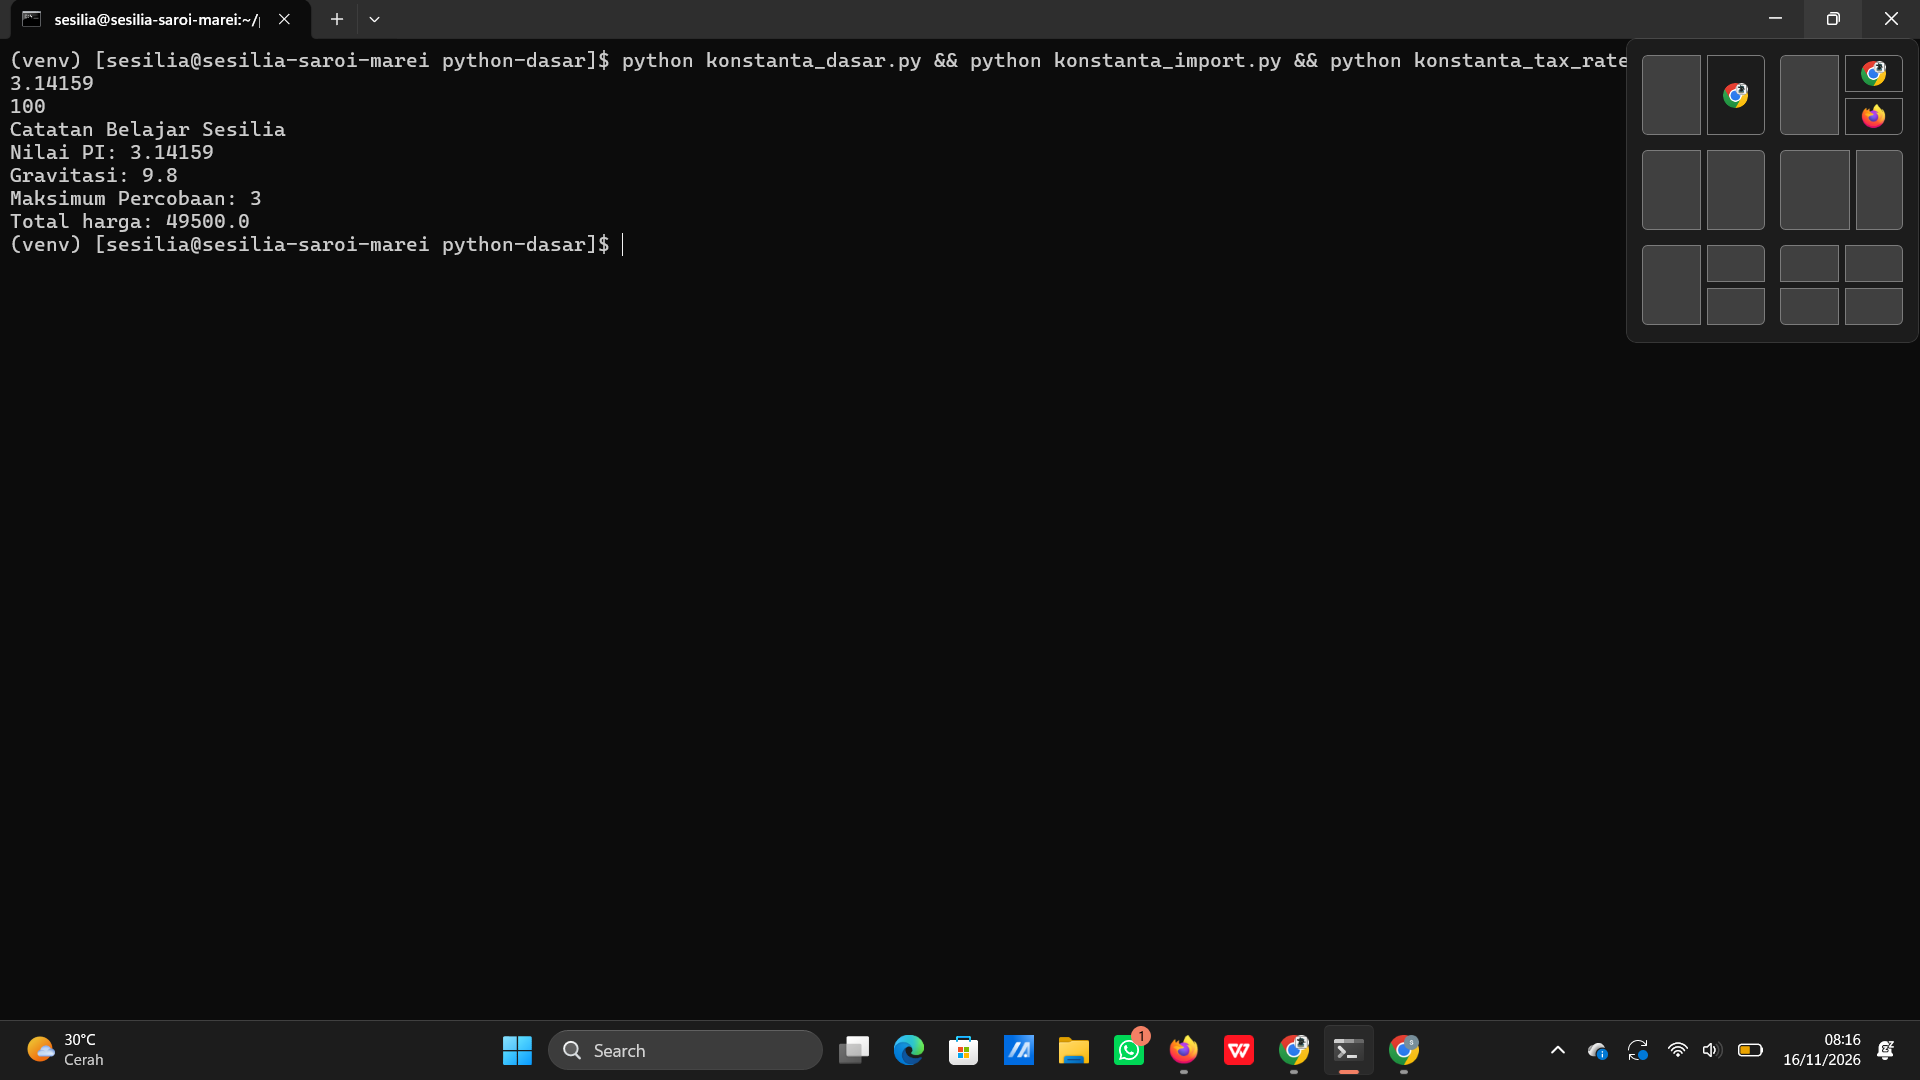 sesilia@sesilia-saroi-marei:~/
(venv) [sesilia@sesilia-saroi-marei python-dasar]$ python konstanta_dasar.py && python konstanta_import.py && python konstanta_tax_rate
3.14159
100
Catatan Belajar Sesilia
Nilai PI: 3.14159
Gravitasi: 9.8
Maksimum Percobaan: 3
Total harga: 49500.0
(venv) [sesilia@sesilia-saroi-marei python-dasar]$
30°C
Cerah
Search
1
08:16
16/11/2026